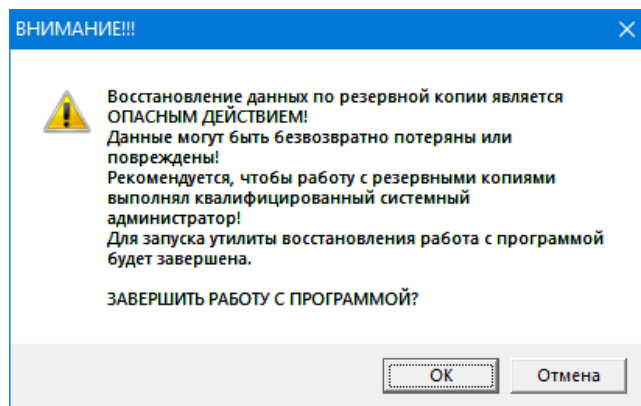 ВНИМАНИЕ!!!
Восстановление данных по резервной копии является
ОПАСНЫМ ДЕЙСТВИЕМ!
Данные могут быть безвозвратно потеряны или
повреждены!
Рекомендуется, чтобы работу с резервными копиями
выполнял квалифицированный системный
администратор!
Для запуска утилиты восстановления работа с программой
будет завершена.
ЗАВЕРШИТЬ РАБОТУ С ПРОГРАММОЙ?
ОК
Отмена